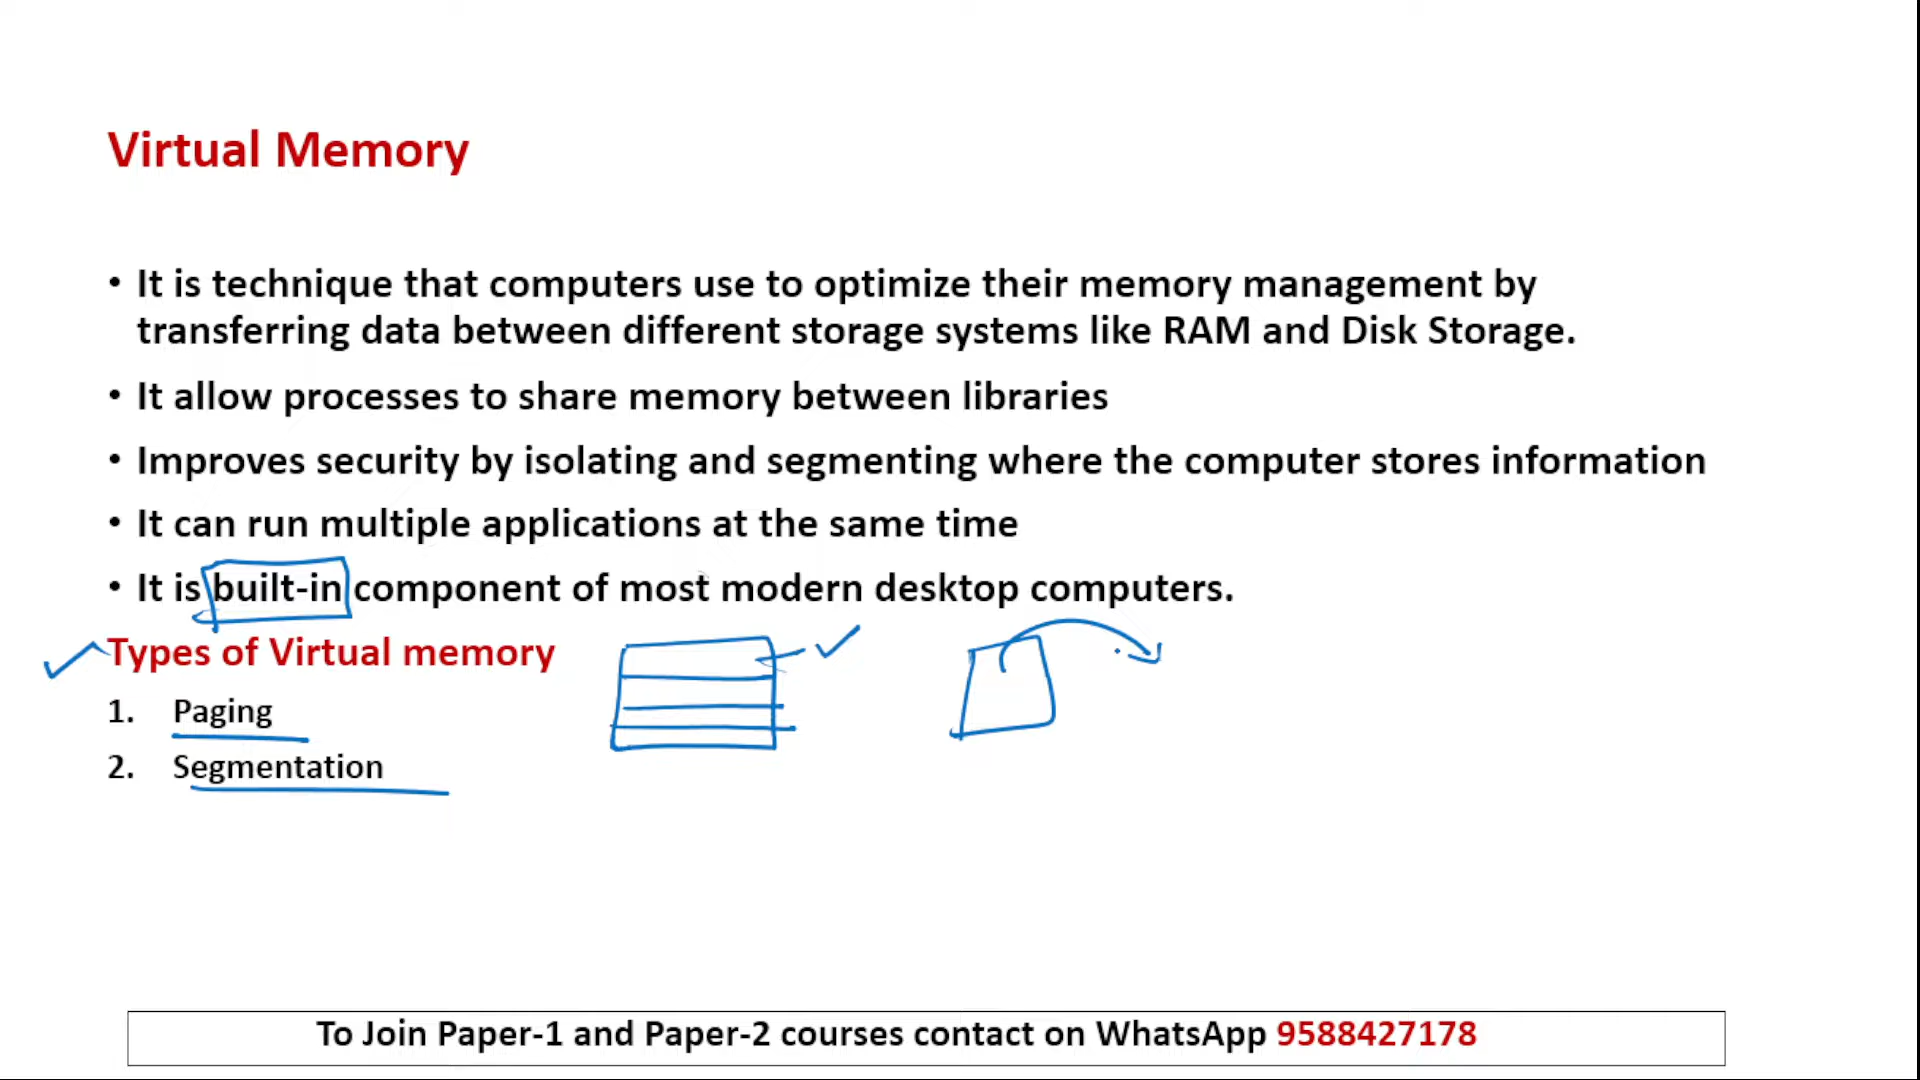 Virtual Memory
• It is technique that computers use to optimize their memory management by
transferring data between different storage systems like RAM and Disk Storage.
• It allow processes to share memory between libraries
• Improves security by isolating and segmenting where the computer stores information
• It can run multiple applications at the same time
• It is built-in component of most modern desktop computers.
Types of Virtual memory
1. Paging
2. Segmentation
To Join Paper-1 and Paper-2 courses contact on WhatsApp 9588427178